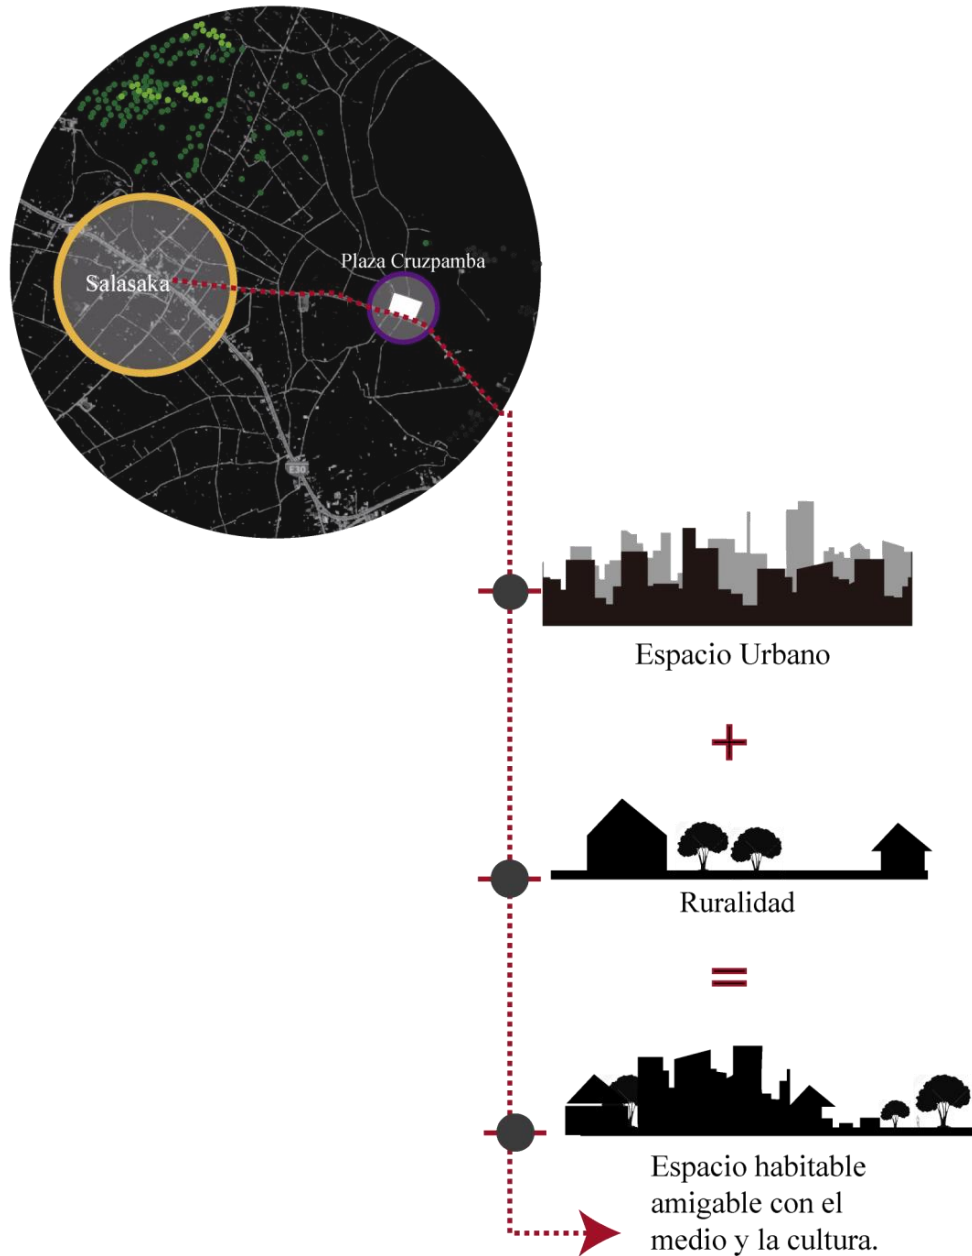 Plaza Cruzpamba
Salasaka
E30
Espacio Urbano
+
Ruralidad
=
Espacio habitable
amigable con el
medio y la cultura.